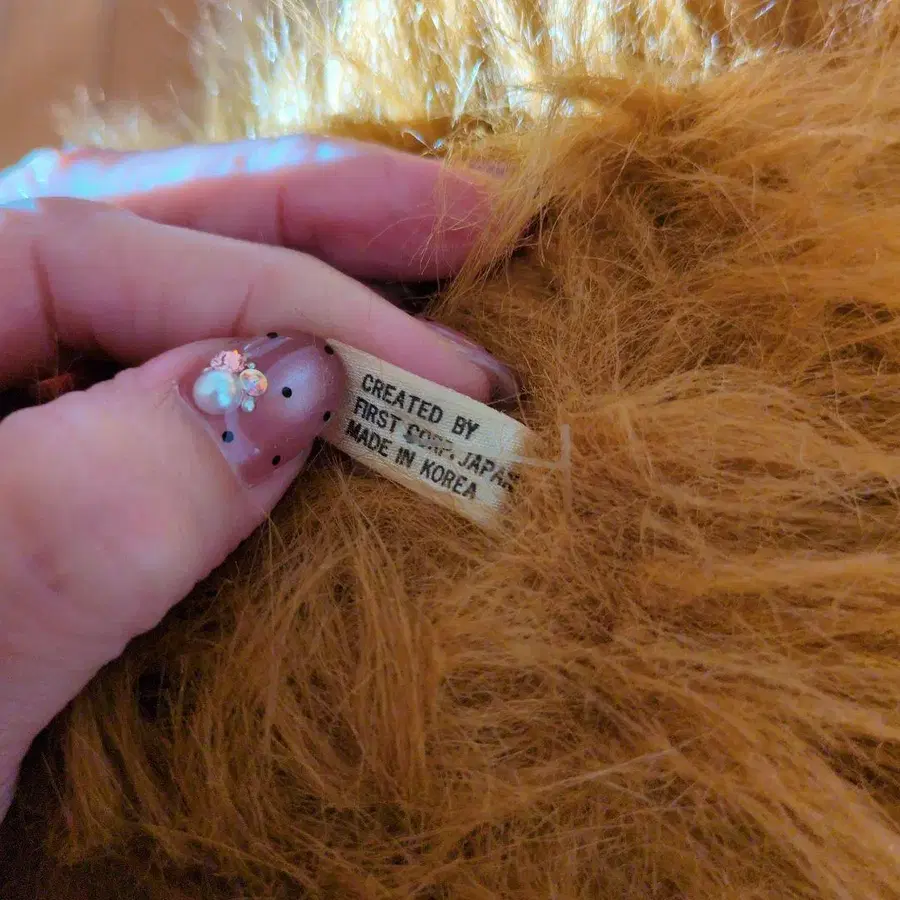 CREATED BY
FIRST CORP. JAPAN
MADE IN KOREA